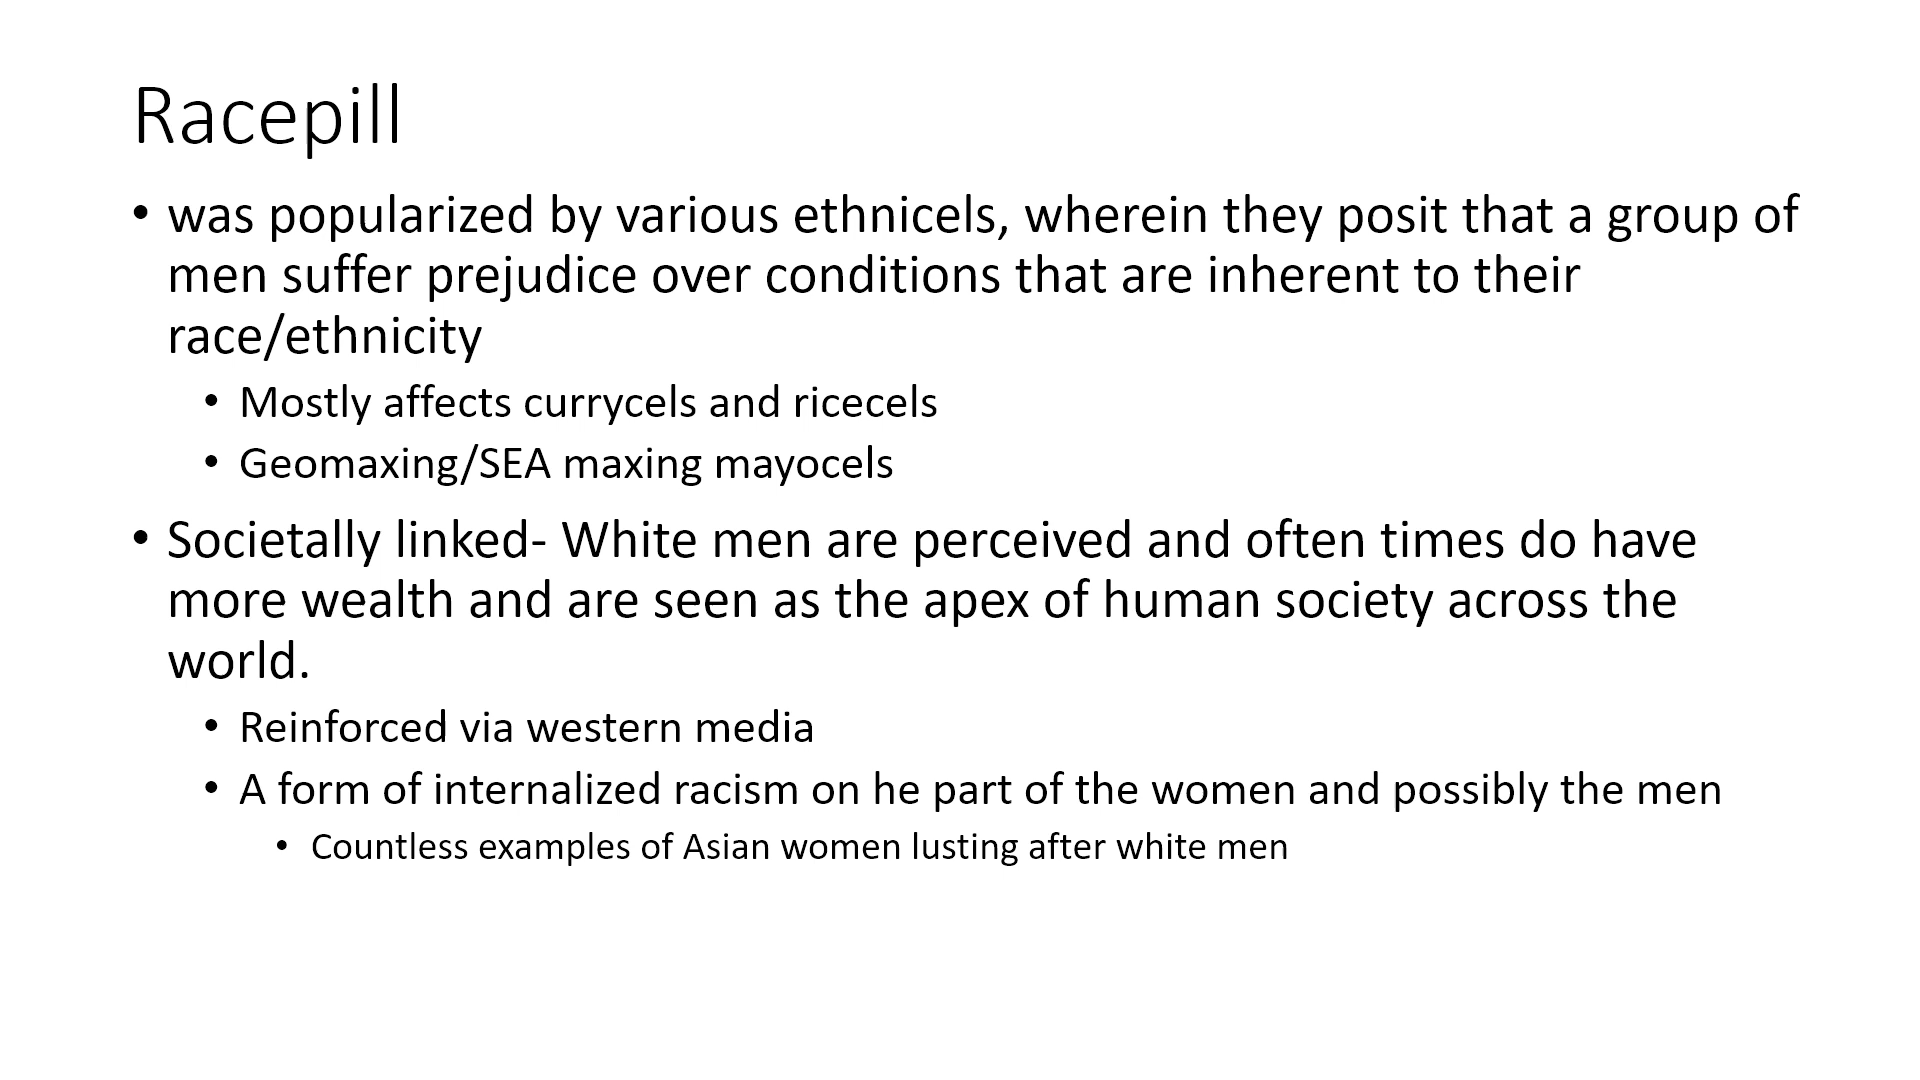 Racepill
• was popularized by various ethnicels, wherein they posit that a group of
men suffer prejudice over conditions that are inherent to their
race/ethnicity
• Mostly affects currycels and ricecels
• Geomaxing/SEA maxing mayocels
• Societally linked- White men are perceived and often times do have
more wealth and are seen as the apex of human society across the
world.
• Reinforced via western media
• A form of internalized racism on he part of the women and possibly the men
• Countless examples of Asian women lusting after white men